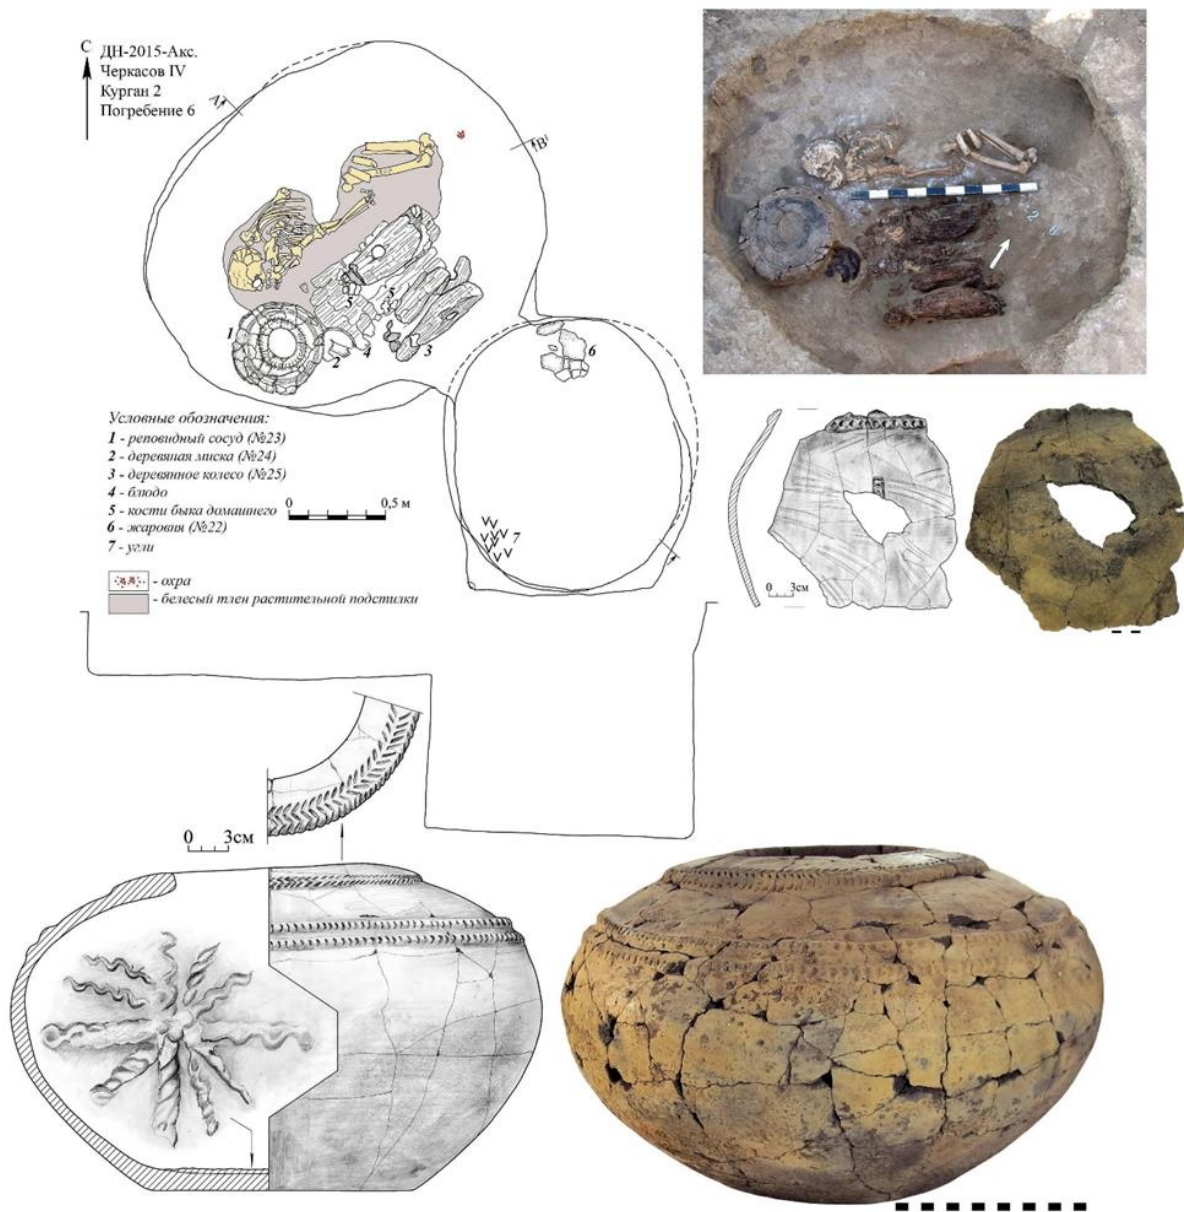 С
ДН-2015-Акс.
Черкасов IV
Курган 2
Погребение 6
А
В
1
2
3
4
5
5
6
7
Условные обозначения:
1 - реповидный сосуд (№23)
2 - деревяная миска (№24)
3 - деревянное колесо (№25)
4 - блюдо
5 - кости быка домашнего
6 - жаровня (№22)
7 - угли
0 0,5 м
- охра
- белесый тлен растительной подстилки
0 3см
0 3см